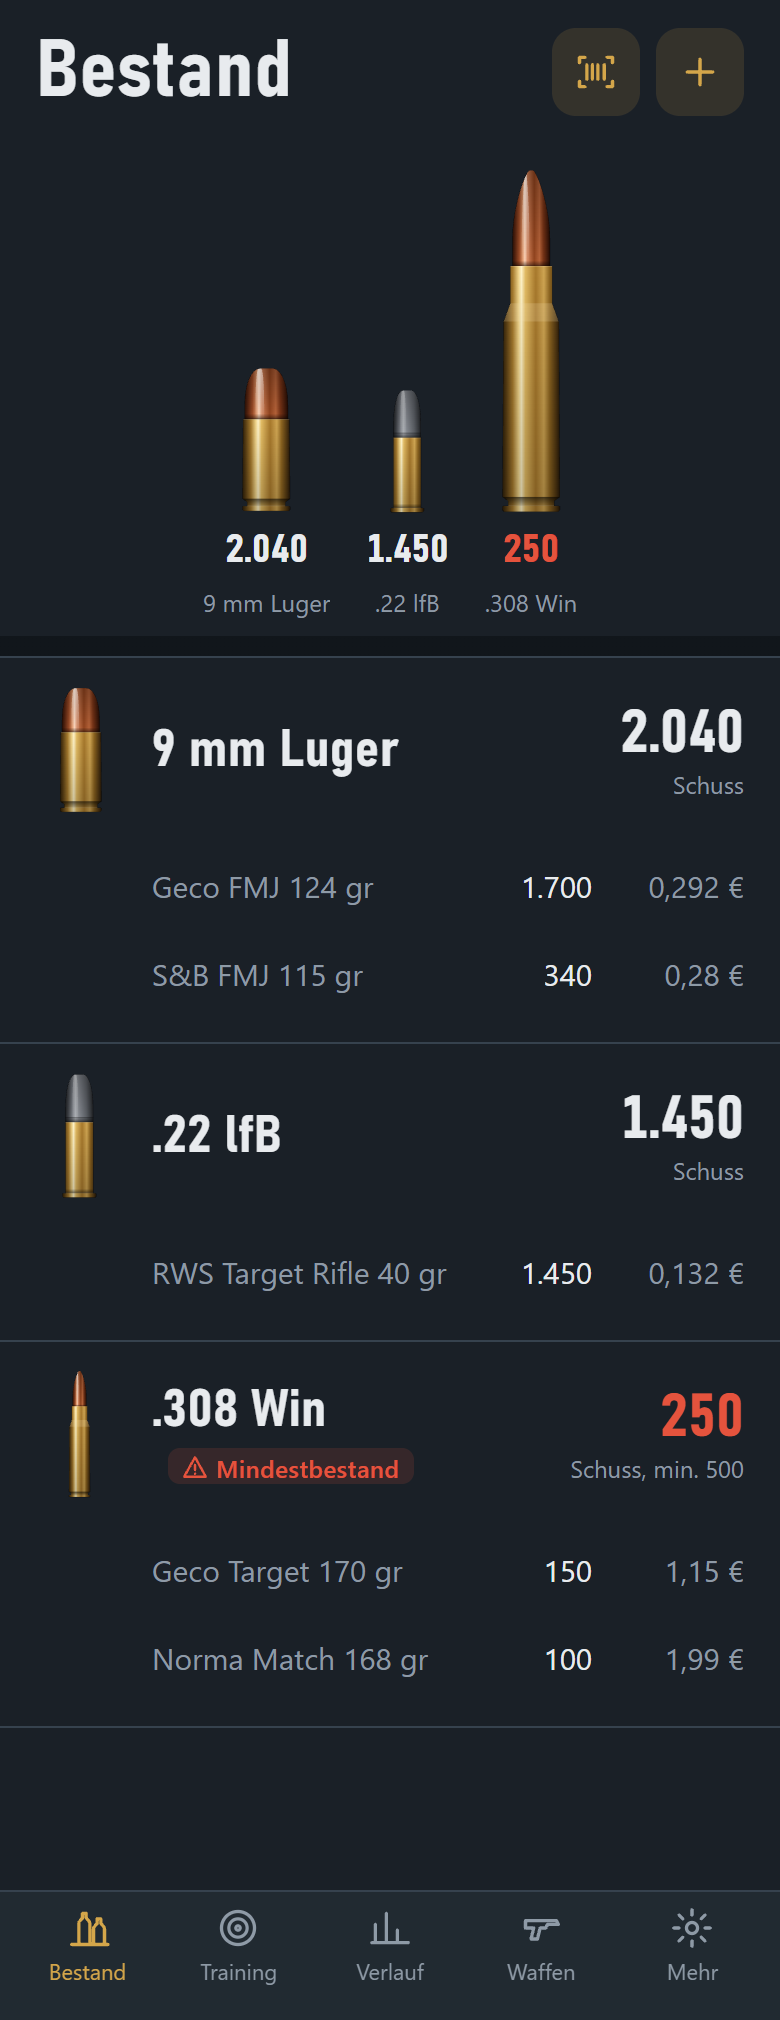 Bestand
2.040 1.450 250
9 mm Luger .22 lfB .308 Win
9 mm Luger 2.040
Schuss
Geco FMJ 124 gr 1.700 0,292 €
S&B FMJ 115 gr 340 0,28 €
.22 lfB 1.450
Schuss
RWS Target Rifle 40 gr 1.450 0,132 €
.308 Win 250
Mindestbestand Schuss, min. 500
Geco Target 170 gr 150 1,15 €
Norma Match 168 gr 100 1,99 €
Bestand Training Verlauf Waffen Mehr